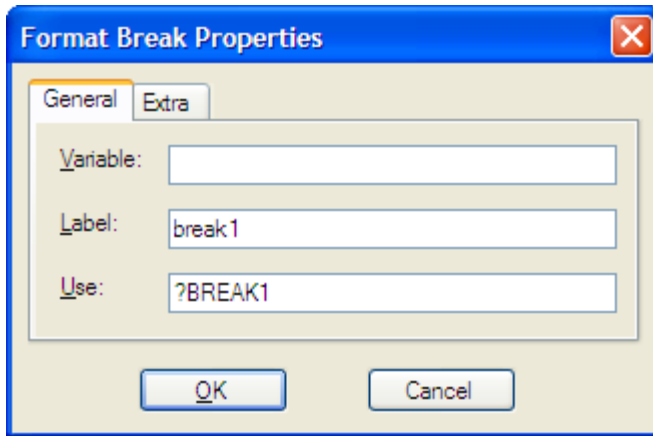 Format Break Properties
General Extra
Variable:
Label: break1
Use: ?BREAK1
OK Cancel